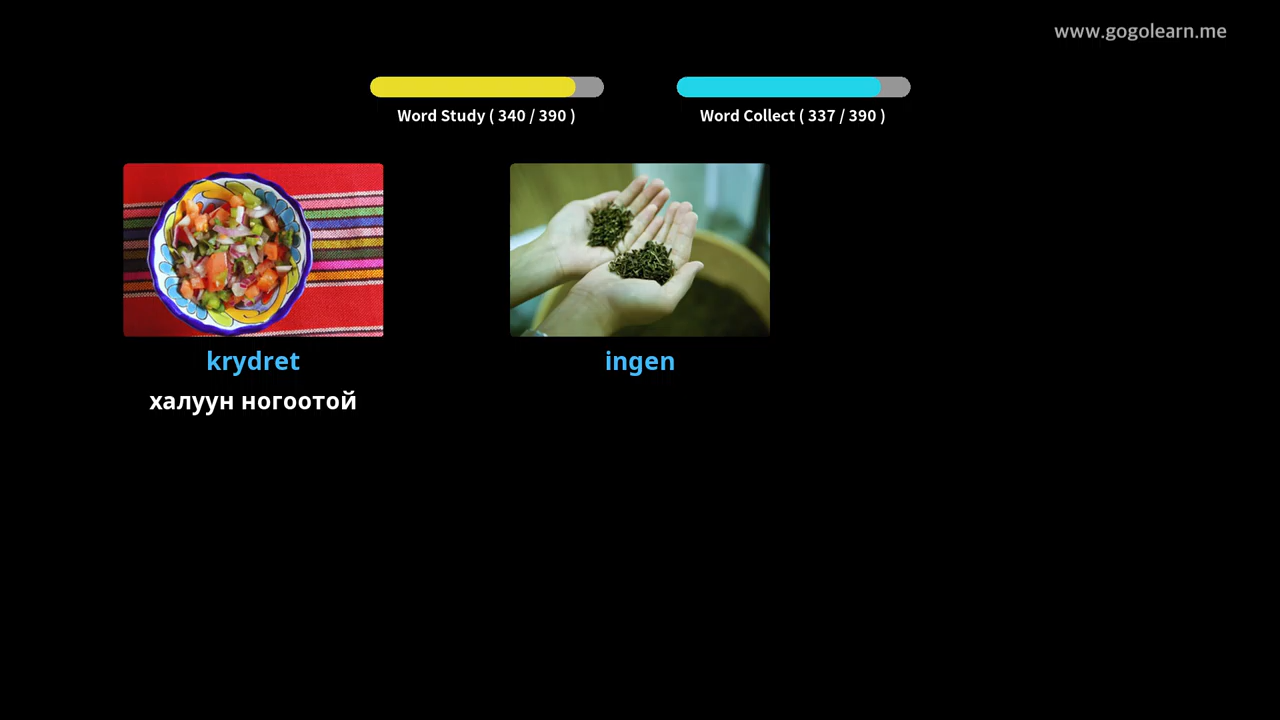 www.gogolearn.me
Word Study ( 340 / 390 )
Word Collect ( 337 / 390 )
krydret
ingen
халуун ногоотой